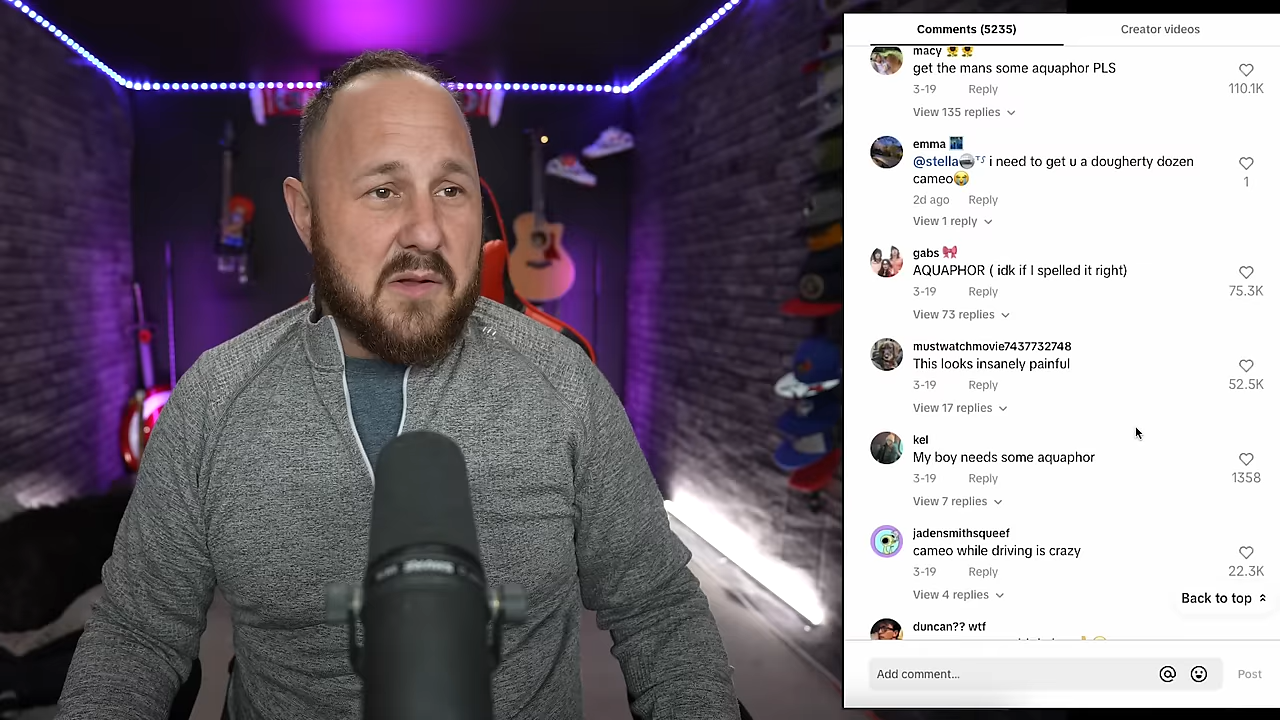 Comments (5235)
Creator videos
macy
get the mans some aquaphor PLS
3-19 Reply
110.1K
View 135 replies
emma
@stella TS i need to get u a dougherty dozen
cameo
1
2d ago Reply
View 1 reply
gabs
AQUAPHOR ( idk if I spelled it right)
3-19 Reply
75.3K
View 73 replies
mustwatchmovie7437732748
This looks insanely painful
3-19 Reply
52.5K
View 17 replies
kel
My boy needs some aquaphor
3-19 Reply
1358
View 7 replies
jadensmithsqueef
cameo while driving is crazy
3-19 Reply
22.3K
View 4 replies
Back to top
duncan?? wtf
Add comment...
@
Post